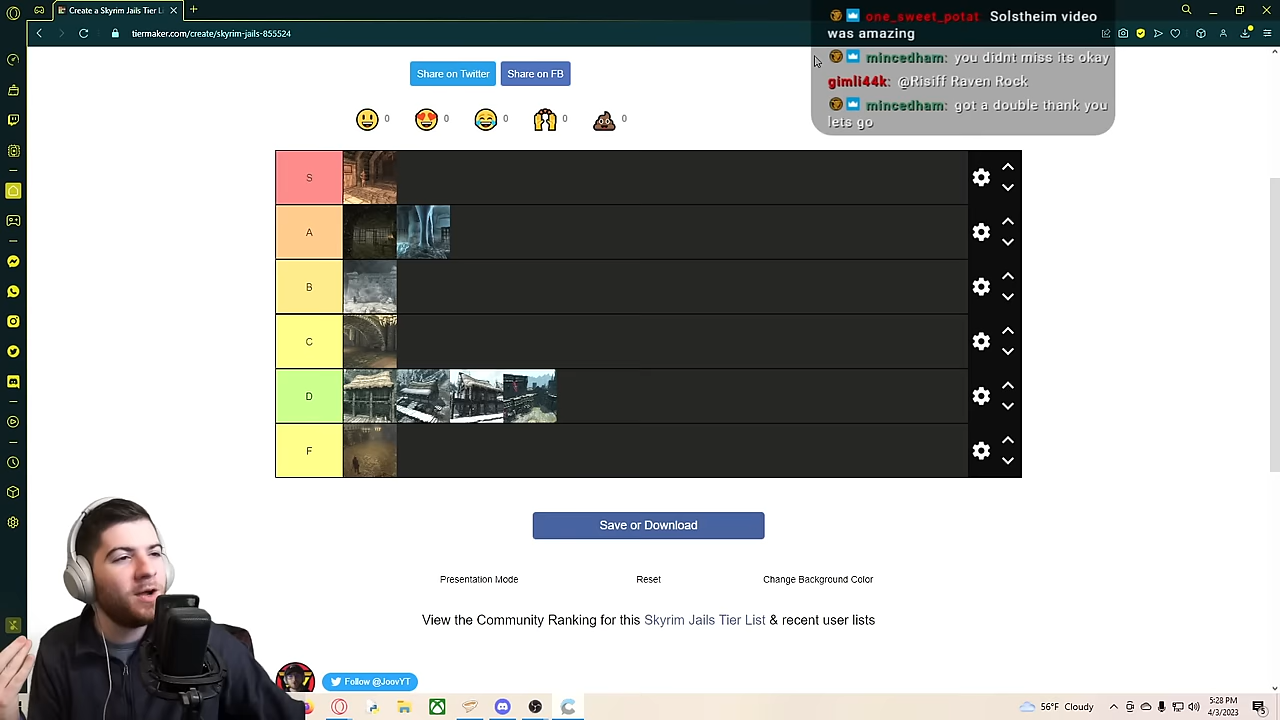 Create a Skyrim Jails Tier Li
tiermaker.com/create/skyrim-jails-855524
one_sweet_potat Solstheim video
was amazing
mincedham: you didnt miss its okay
gimli44k: @Risiff Raven Rock
mincedham: got a double thank you
lets go
Share on Twitter
Share on FB
0
0
0
0
0
S
A
B
C
D
F
Save or Download
Presentation Mode
Reset
Change Background Color
View the Community Ranking for this Skyrim Jails Tier List & recent user lists
Follow @JoovYT
56°F Cloudy
5:28 PM
4/3/2023